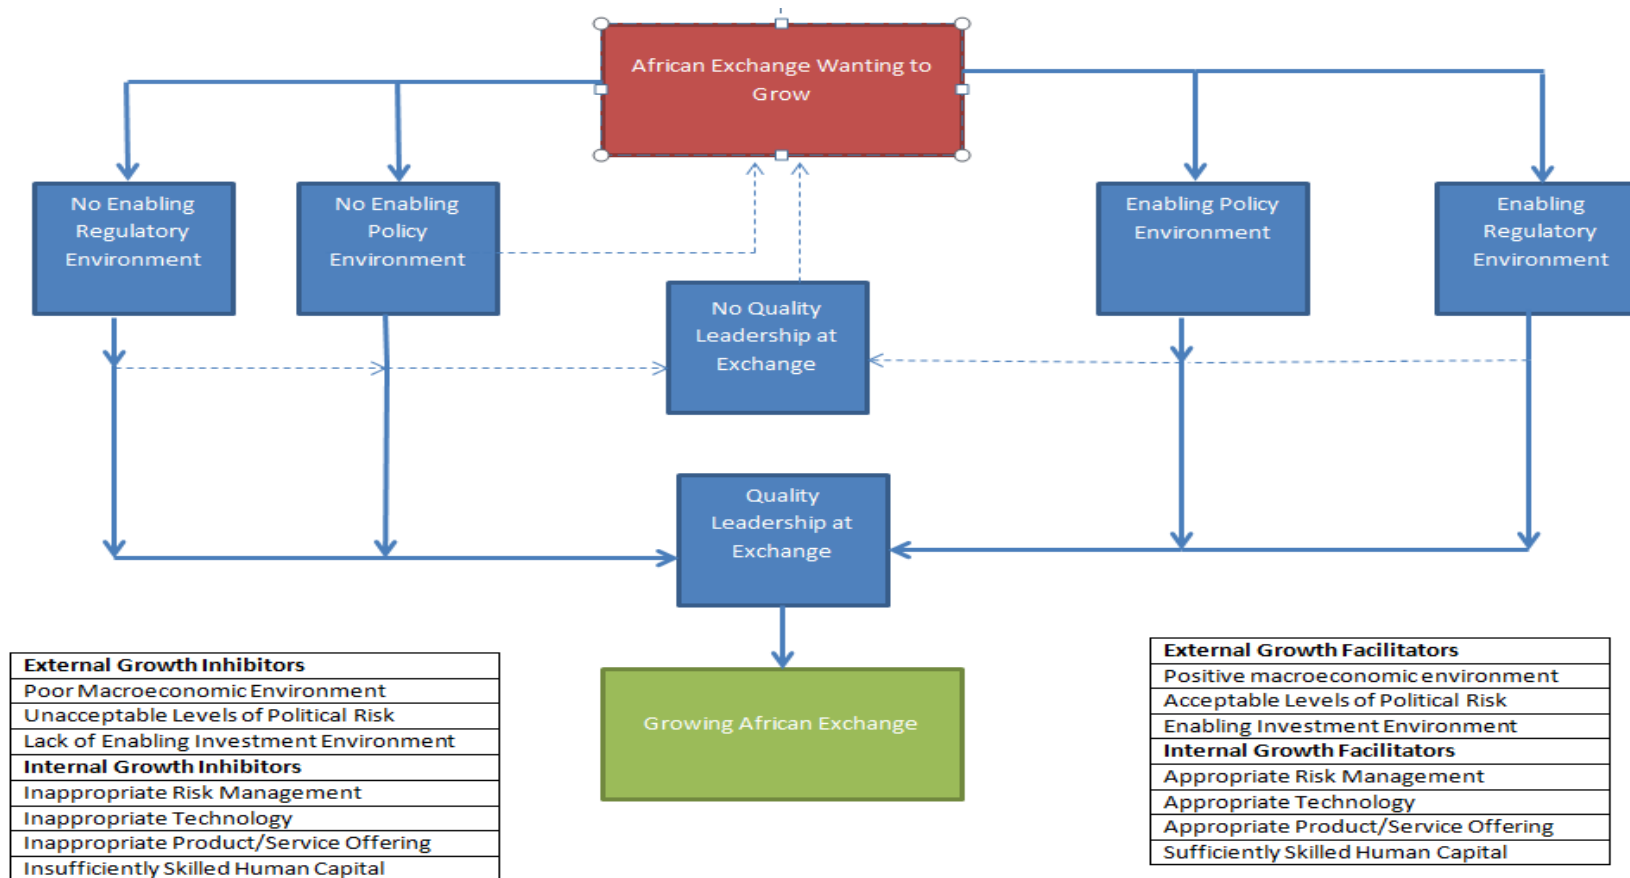 African Exchange Wanting to
Grow
No Enabling
Regulatory
Environment
No Enabling
Policy
Environment
Enabling Policy
Environment
Enabling
Regulatory
Environment
No Quality
Leadership at
Exchange
Quality
Leadership at
Exchange
Growing African Exchange
External Growth Inhibitors
Poor Macroeconomic Environment
Unacceptable Levels of Political Risk
Lack of Enabling Investment Environment
Internal Growth Inhibitors
Inappropriate Risk Management
Inappropriate Technology
Inappropriate Product/Service Offering
Insufficiently Skilled Human Capital
External Growth Facilitators
Positive macroeconomic environment
Acceptable Levels of Political Risk
Enabling Investment Environment
Internal Growth Facilitators
Appropriate Risk Management
Appropriate Technology
Appropriate Product/Service Offering
Sufficiently Skilled Human Capital